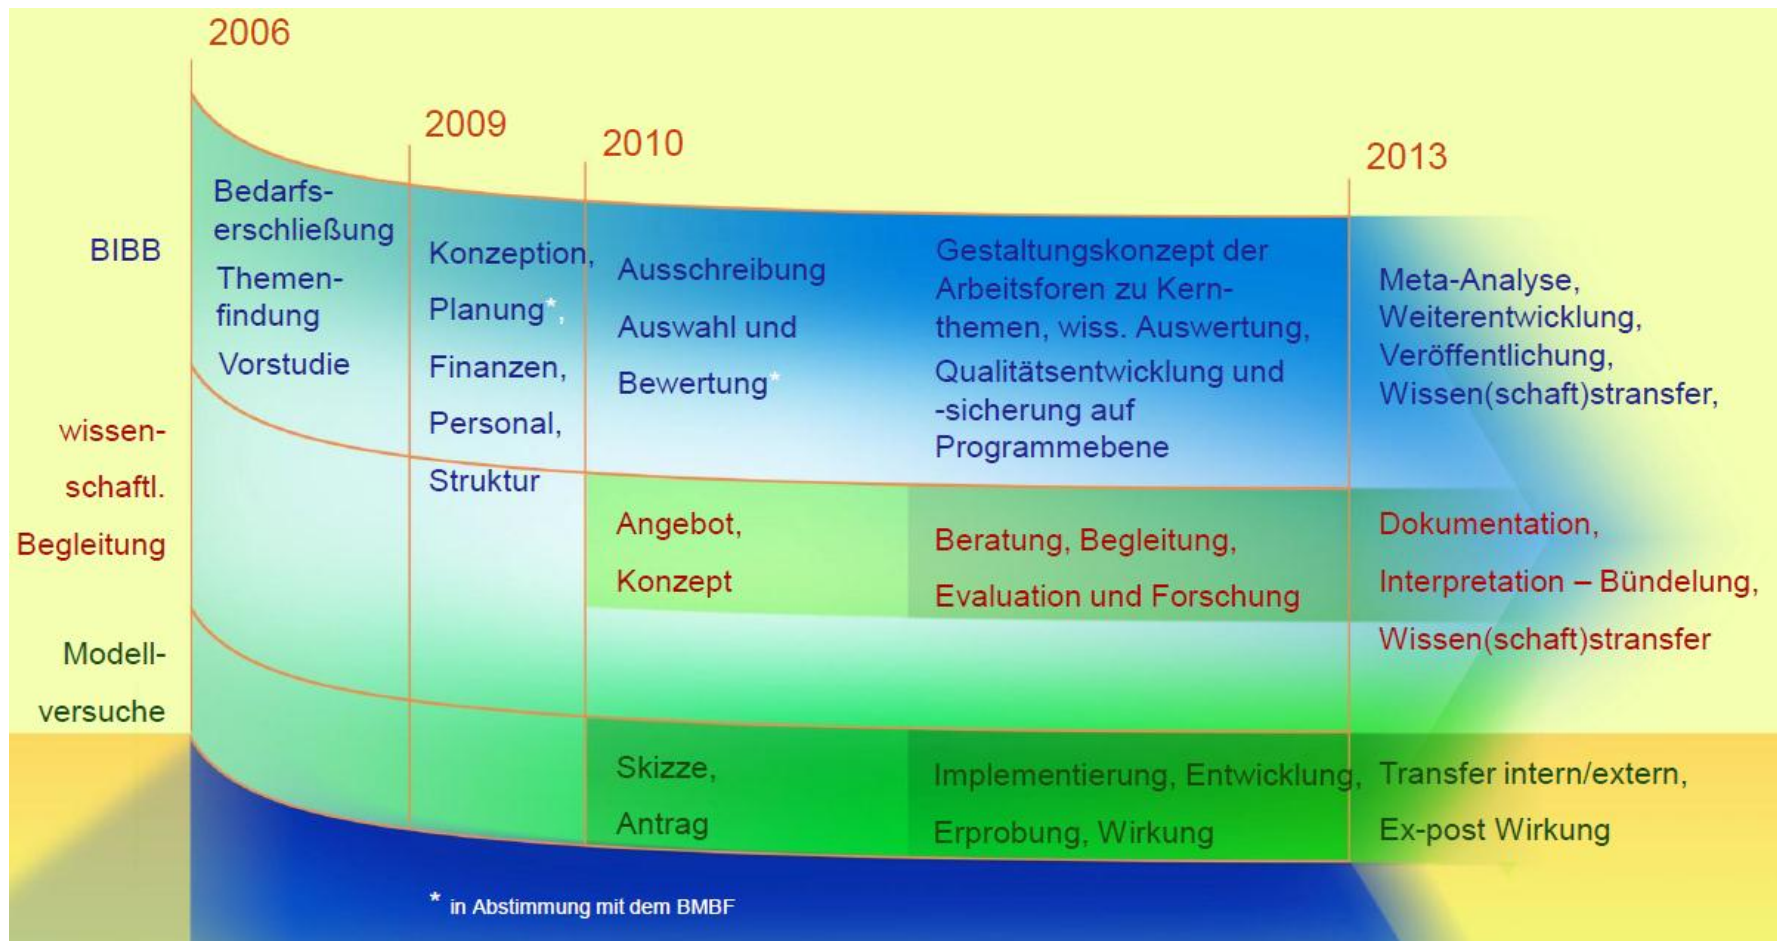 2006
2009
2010
2013
BIBB
Bedarfs-
erschließung
Themen-
findung
Vorstudie
Konzeption,
Planung*,
Finanzen,
Personal,
Struktur
Ausschreibung
Auswahl und
Bewertung*
Gestaltungskonzept der
Arbeitsforen zu Kern-
themen, wiss. Auswertung,
Qualitätsentwicklung und
-sicherung auf
Programmebene
Meta-Analyse,
Weiterentwicklung,
Veröffentlichung,
Wissen(schaft)stransfer,
wissen-
schaftl.
Begleitung
Angebot,
Konzept
Beratung, Begleitung,
Evaluation und Forschung
Dokumentation,
Interpretation – Bündelung,
Wissen(schaft)stransfer
Modell-
versuche
Skizze,
Antrag
Implementierung, Entwicklung,
Erprobung, Wirkung
Transfer intern/extern,
Ex-post Wirkung
* in Abstimmung mit dem BMBF